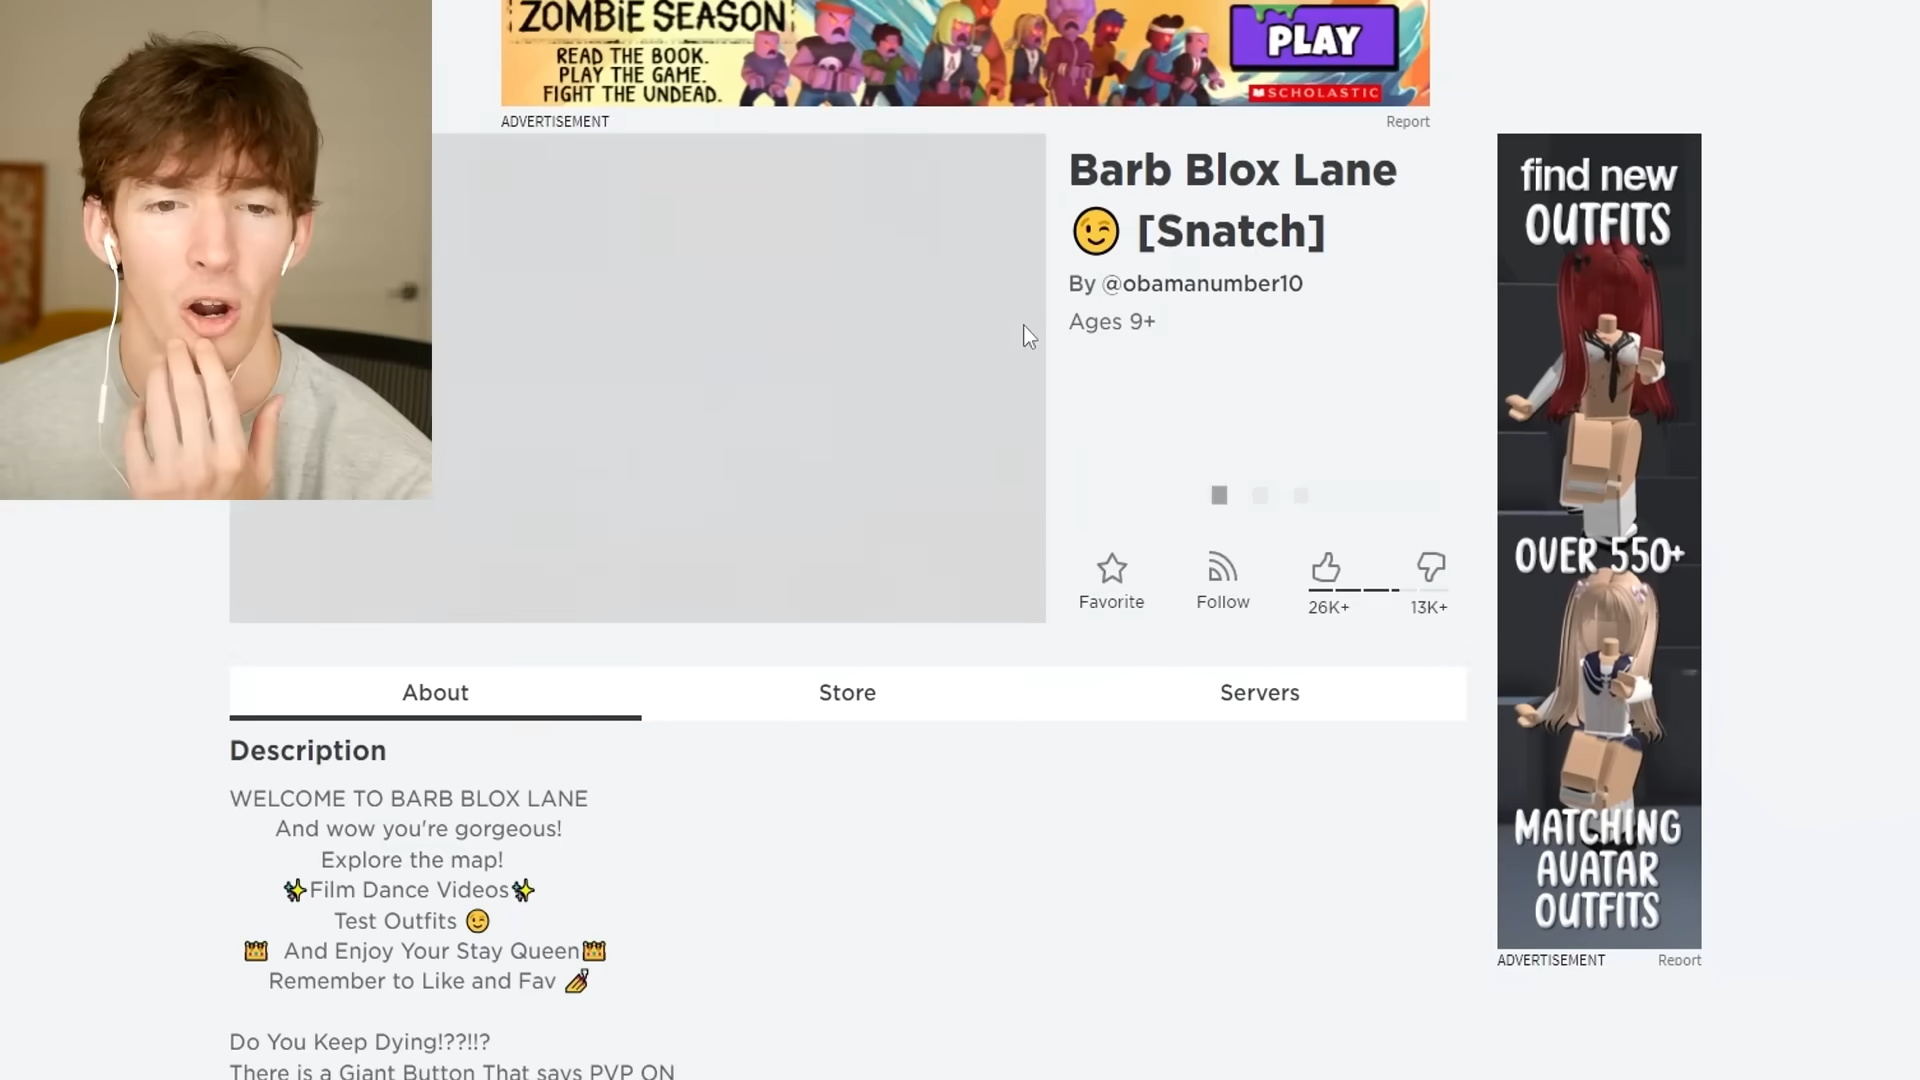 ZOMBiE SEASON
READ THE BOOK.
PLAY THE GAME.
FIGHT THE UNDEAD.
PLAY
SCHOLASTIC
ADVERTISEMENT
Report
Barb Blox Lane
😉 [Snatch]
By @obamanumber10
Ages 9+
Favorite
Follow
26K+
13K+
About
Store
Servers
Description
WELCOME TO BARB BLOX LANE
And wow you're gorgeous!
Explore the map!
✨Film Dance Videos✨
Test Outfits 😉
👑 And Enjoy Your Stay Queen👑
Remember to Like and Fav 💅
Do You Keep Dying!??!!?
There is a Giant Button That says PVP ON
find new
OUTFITS
OVER 550+
MATCHING
AVATAR
OUTFITS
ADVERTISEMENT
Report